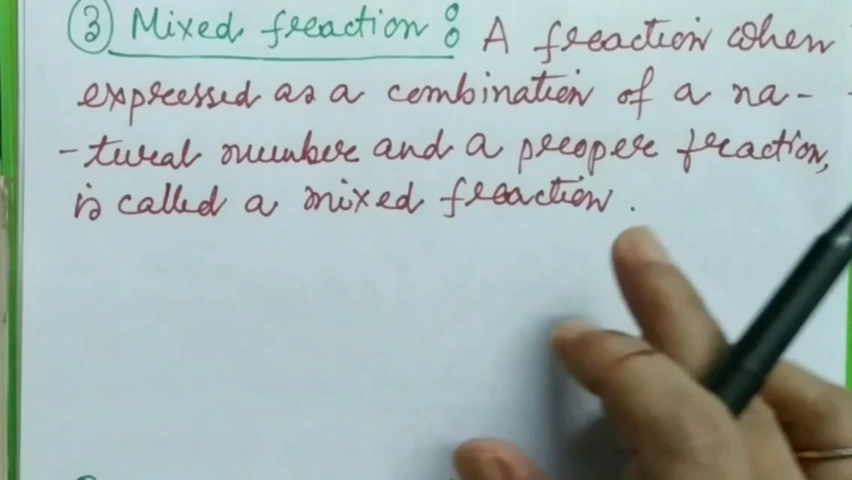 ③ Mixed fraction : A fraction when
expressed as a combination of a na-
-tural number and a proper fraction,
is called a mixed fraction.